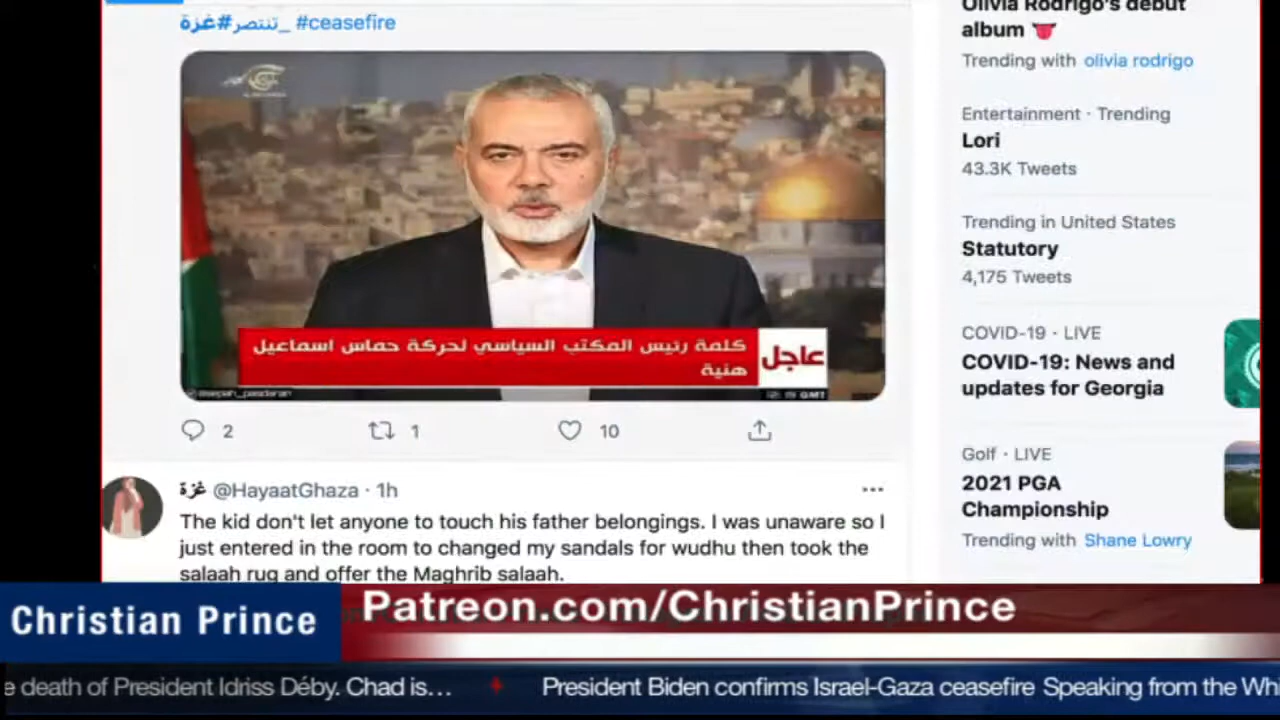 #غزة_تنتصر #ceasefire
عاجل
كلمة رئيس المكتب السياسي لحركة حماس اسماعيل
هنية
GMT
2
1
10
غزة @HayaatGhaza · 1h
The kid don't let anyone to touch his father belongings. I was unaware so I
just entered in the room to changed my sandals for wudhu then took the
salaah rug and offer the Maghrib salaah.
Olivia Rodrigo's debut
album
Trending with olivia rodrigo
Entertainment · Trending
Lori
43.3K Tweets
Trending in United States
Statutory
4,175 Tweets
COVID-19 · LIVE
COVID-19: News and
updates for Georgia
Golf · LIVE
2021 PGA
Championship
Trending with Shane Lowry
Christian Prince
Patreon.com/ChristianPrince
e death of President Idriss Déby. Chad is... President Biden confirms Israel-Gaza ceasefire Speaking from the Whi